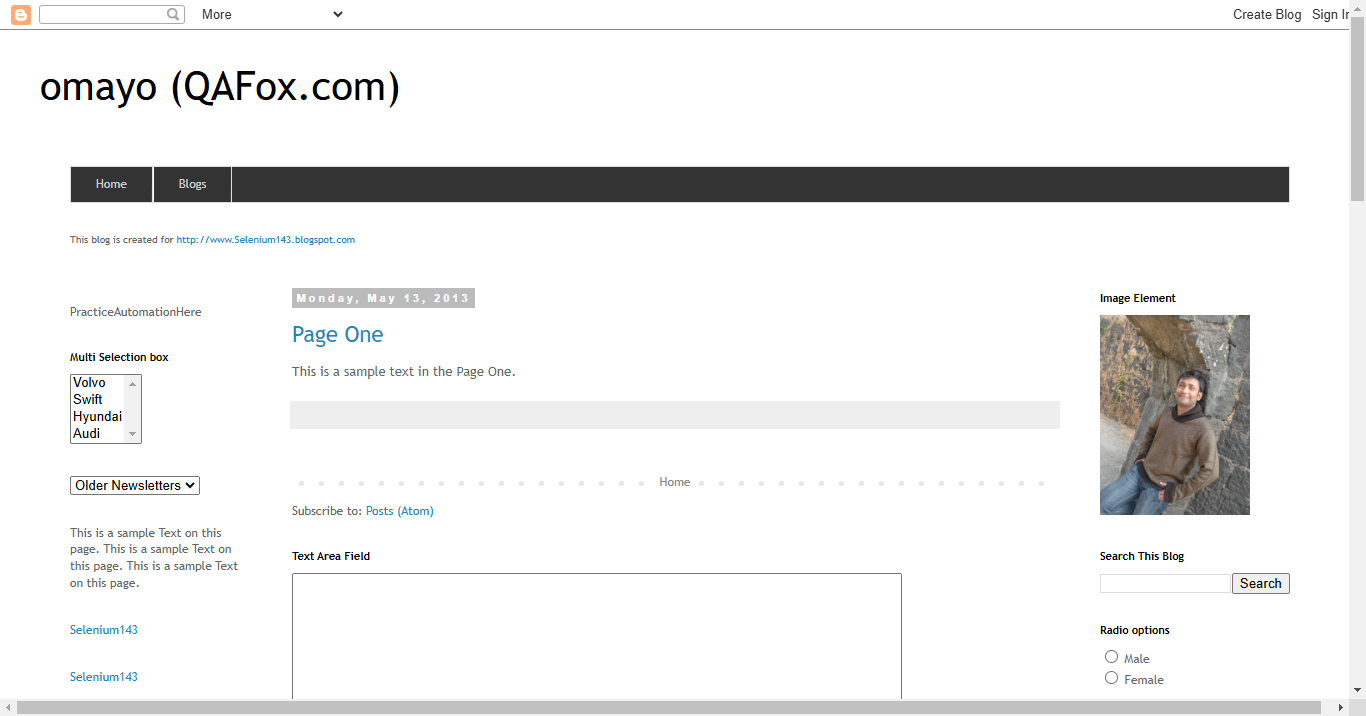 More
Create Blog Sign In
omayo (QAFox.com)
Home Blogs
This blog is created for http://www.Selenium143.blogspot.com
PracticeAutomationHere
Multi Selection box
Volvo
Swift
Hyundai
Audi
Older Newsletters
This is a sample Text on this
page. This is a sample Text on
this page. This is a sample Text
on this page.
Selenium143
Selenium143
Monday, May 13, 2013
Page One
This is a sample text in the Page One.
Home
Subscribe to: Posts (Atom)
Text Area Field
Image Element
Search This Blog
Search
Radio options
Male
Female